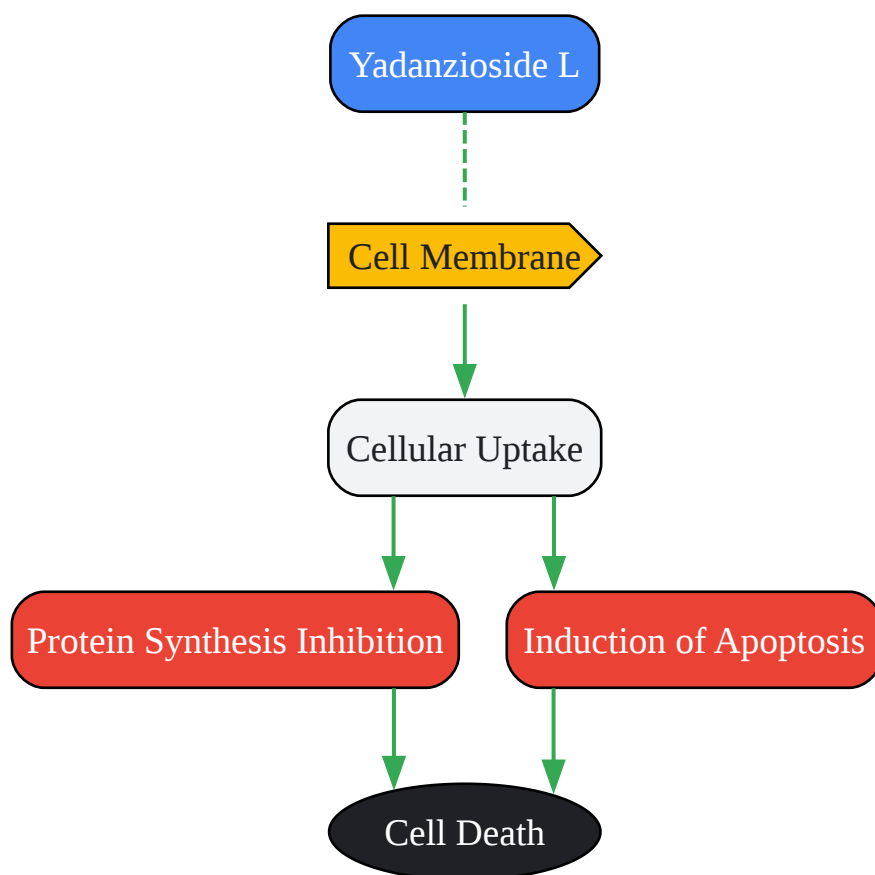 Yadanzioside L
Cell Membrane
Cellular Uptake
Protein Synthesis Inhibition
Induction of Apoptosis
Cell Death